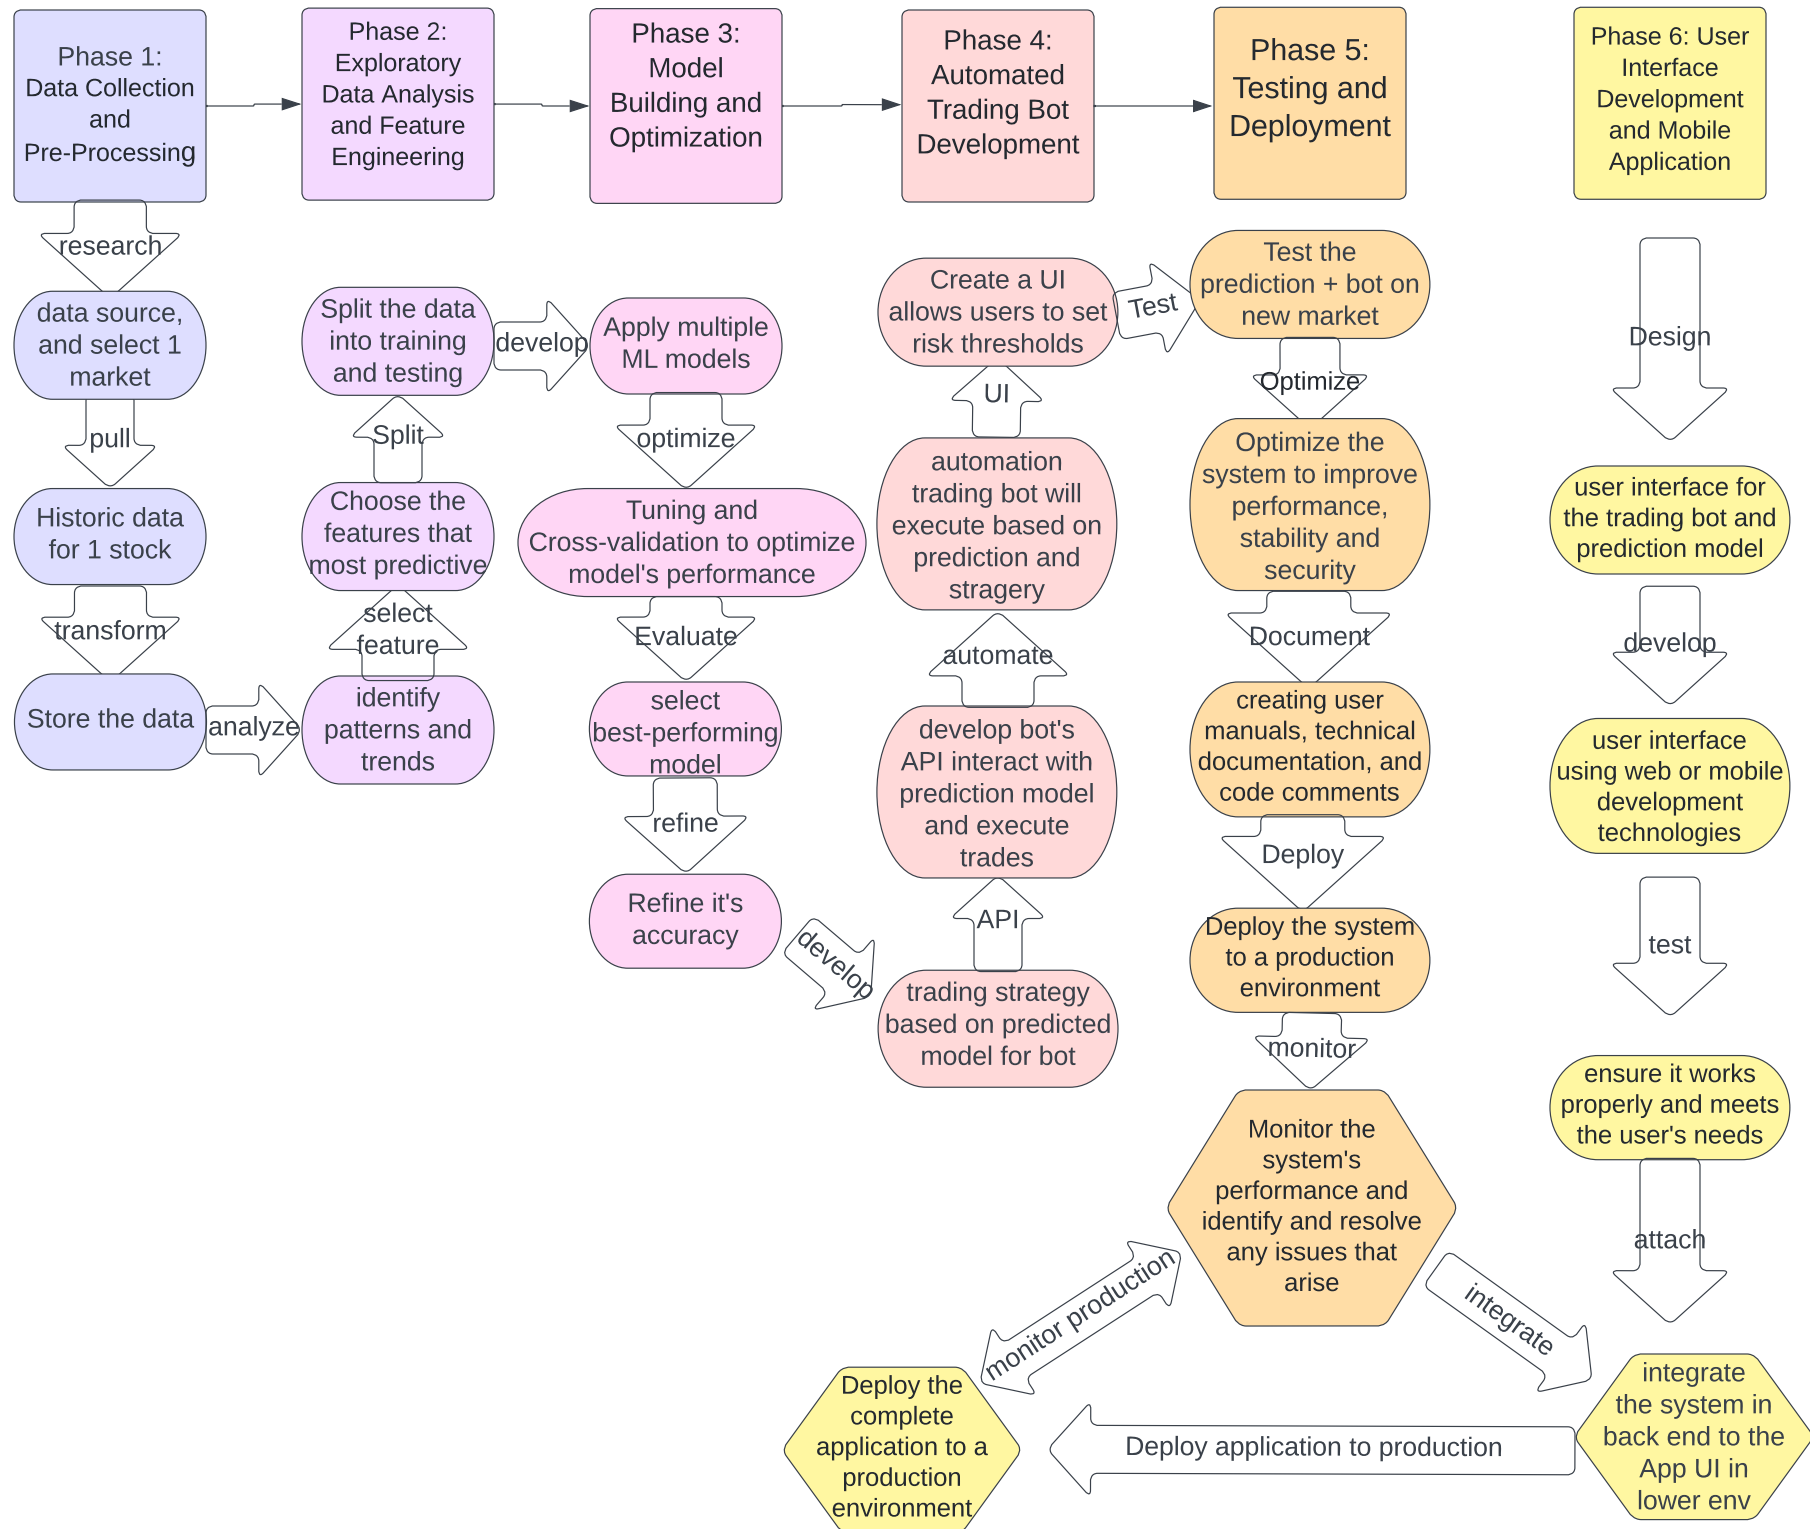 Phase 1:
Data Collection
and
Pre-Processing
Phase 2:
Exploratory
Data Analysis
and Feature
Engineering
Phase 3:
Model
Building and
Optimization
Phase 4:
Automated
Trading Bot
Development
Phase 5:
Testing and
Deployment
Phase 6: User
Interface
Development
and Mobile
Application
research
data source,
and select 1
market
pull
Historic data
for 1 stock
transform
Store the data
analyze
identify
patterns and
trends
select
feature
Choose the
features that
most predictive
Split
Split the data
into training
and testing
develop
Apply multiple
ML models
optimize
Tuning and
Cross-validation to optimize
model's performance
Evaluate
select
best-performing
model
refine
Refine it's
accuracy
develop
trading strategy
based on predicted
model for bot
API
develop bot's
API interact with
prediction model
and execute
trades
automate
automation
trading bot will
execute based on
prediction and
stragery
UI
Create a UI
allows users to set
risk thresholds
Test
Test the
prediction + bot on
new market
Optimize
Optimize the
system to improve
performance,
stability and
security
Document
creating user
manuals, technical
documentation, and
code comments
Deploy
Deploy the system
to a production
environment
monitor
Monitor the
system's
performance and
identify and resolve
any issues that
arise
monitor production
integrate
Design
user interface for
the trading bot and
prediction model
develop
user interface
using web or mobile
development
technologies
test
ensure it works
properly and meets
the user's needs
attach
integrate
the system in
back end to the
App UI in
lower env
Deploy application to production
Deploy the
complete
application to a
production
environment